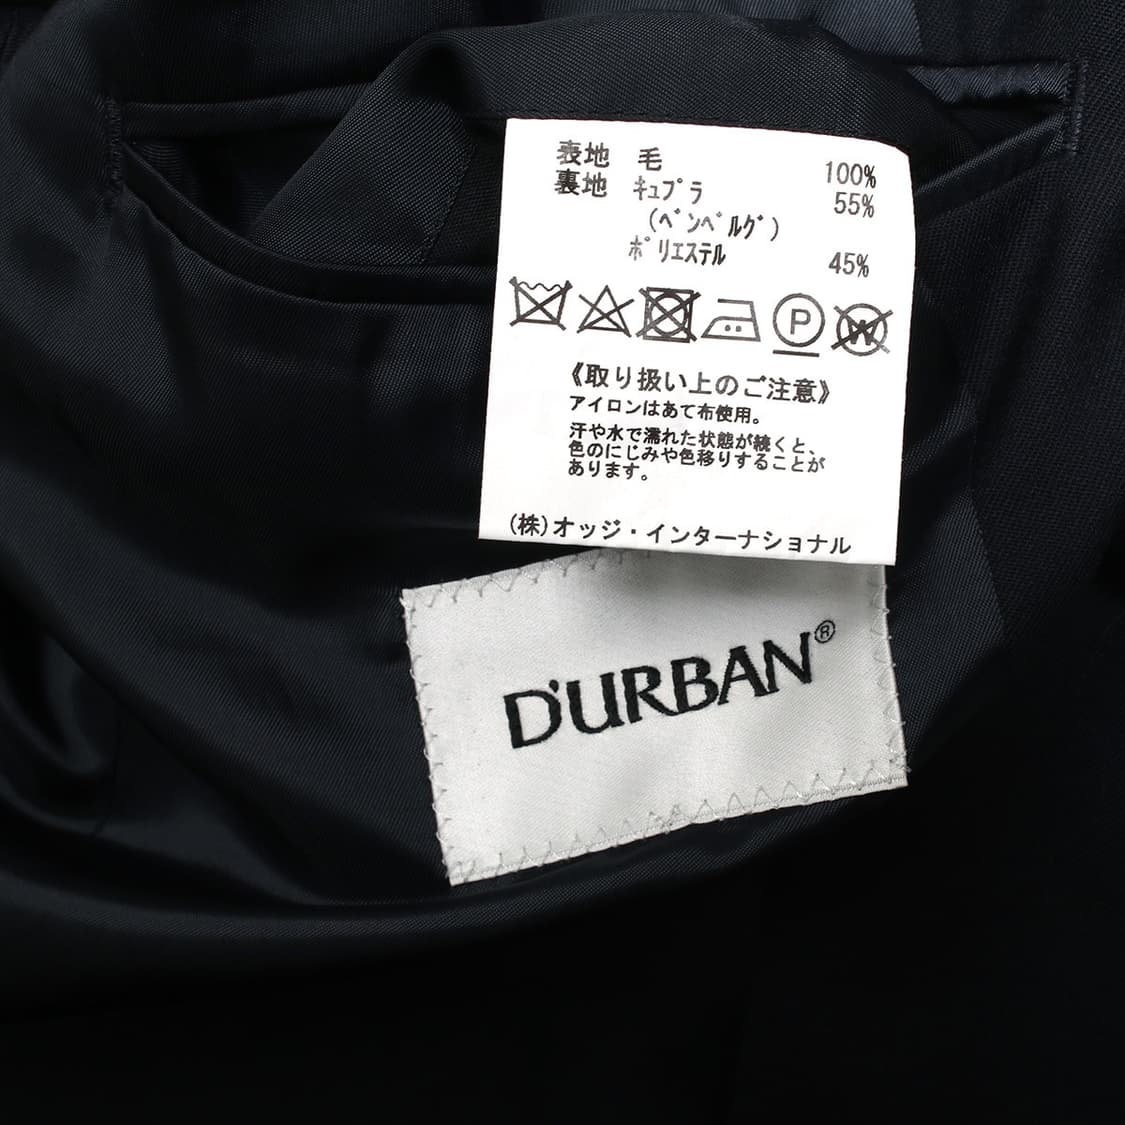 表地 毛 100%
裏地 キュプラ 55%
(ベンベルグ)
ポリエステル 45%
P W
《取り扱い上のご注意》
アイロンはあて布使用。
汗や水で濡れた状態が続くと、
色のにじみや色移りすることが
あります。
(株)オッジ・インターナショナル
D'URBAN®